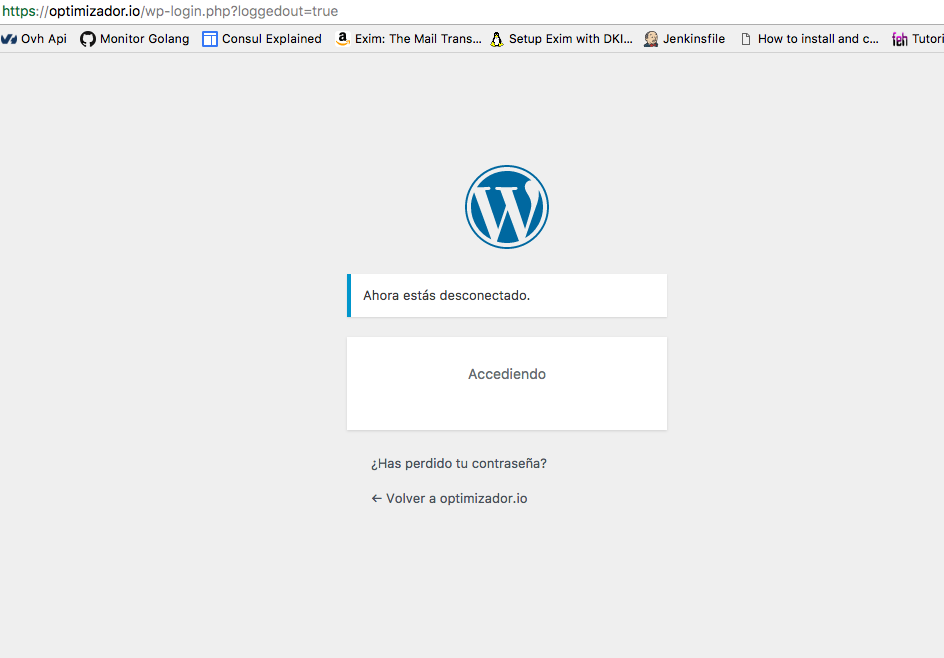 https://optimizador.io/wp-login.php?loggedout=true
Ovh Api Monitor Golang Consul Explained Exim: The Mail Trans... Setup Exim with DKI... Jenkinsfile How to install and c... Tutori
Ahora estás desconectado.
Accediendo
¿Has perdido tu contraseña?
← Volver a optimizador.io